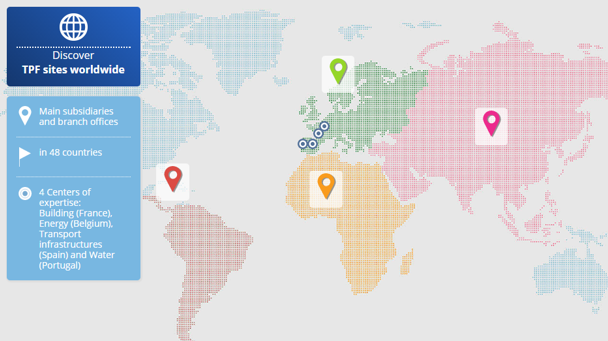 Discover
TPF sites worldwide
Main subsidiaries
and branch offices
in 48 countries
4 Centers of
expertise:
Building (France),
Energy (Belgium),
Transport
infrastructures
(Spain) and Water
(Portugal)